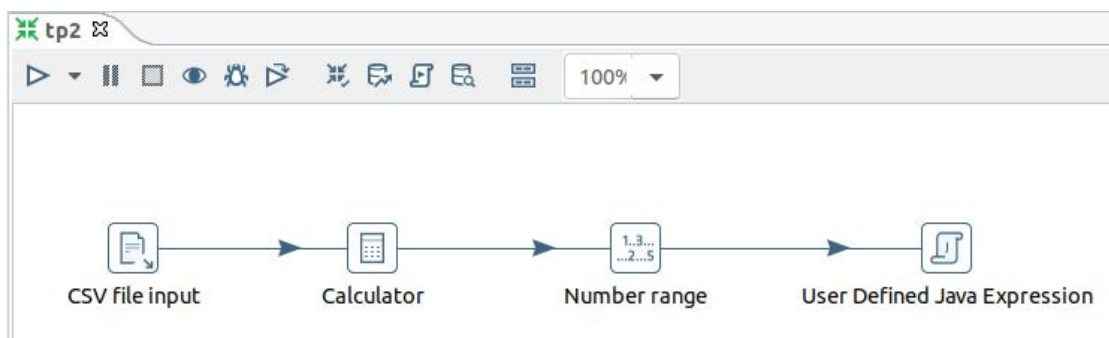 tp2
100%
1..3...
...2...5
CSV file input
Calculator
Number range
User Defined Java Expression